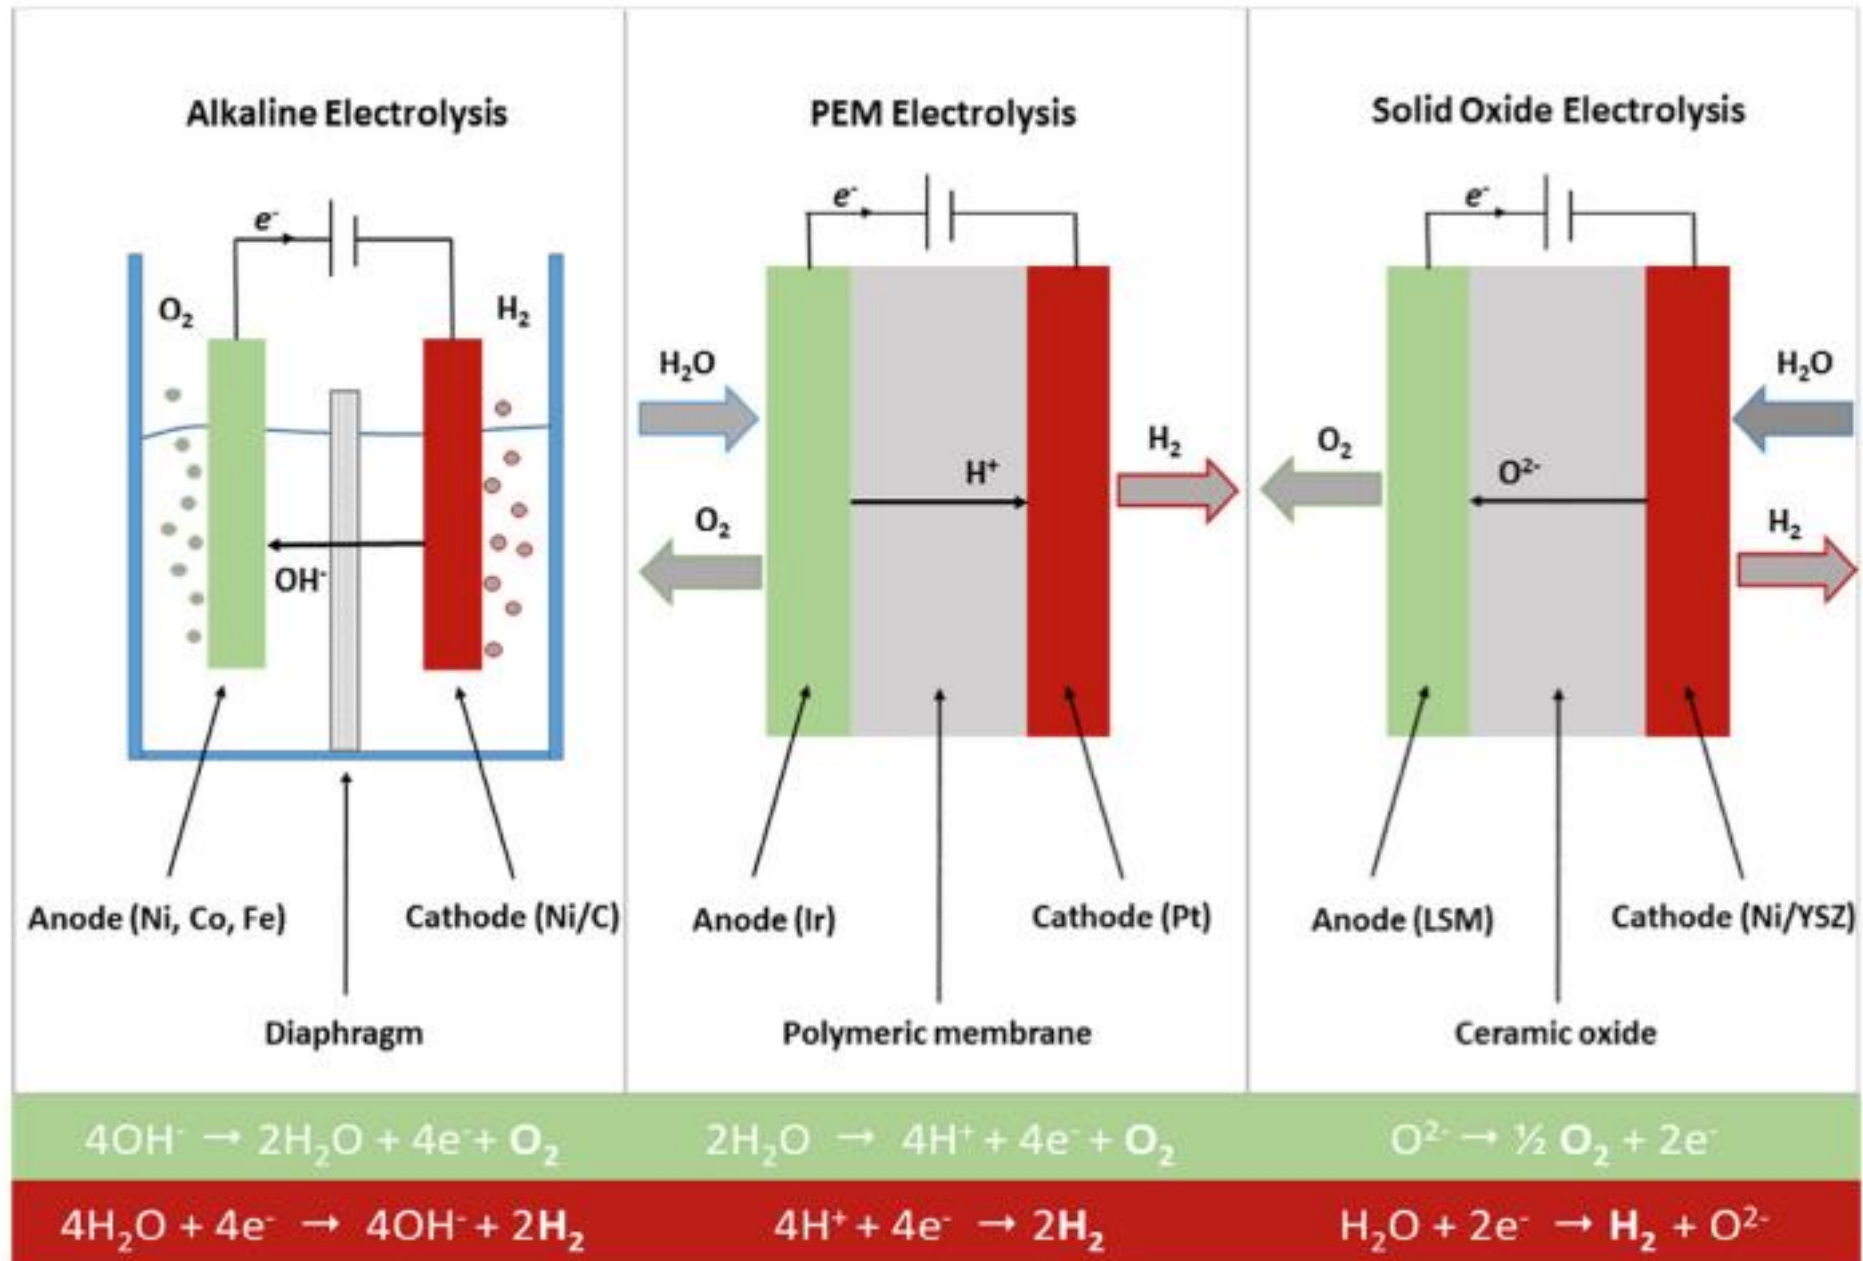 Alkaline Electrolysis
e⁻
O₂
H₂
OH⁻
Anode (Ni, Co, Fe)
Cathode (Ni/C)
Diaphragm
PEM Electrolysis
e⁻
H₂O
H⁺
H₂
O₂
Anode (Ir)
Cathode (Pt)
Polymeric membrane
Solid Oxide Electrolysis
e⁻
H₂O
O₂
O²⁻
H₂
Anode (LSM)
Cathode (Ni/YSZ)
Ceramic oxide
4OH⁻ → 2H₂O + 4e⁻ + O₂
2H₂O → 4H⁺ + 4e⁻ + O₂
O²⁻ → ½ O₂ + 2e⁻
4H₂O + 4e⁻ → 4OH⁻ + 2H₂
4H⁺ + 4e⁻ → 2H₂
H₂O + 2e⁻ → H₂ + O²⁻